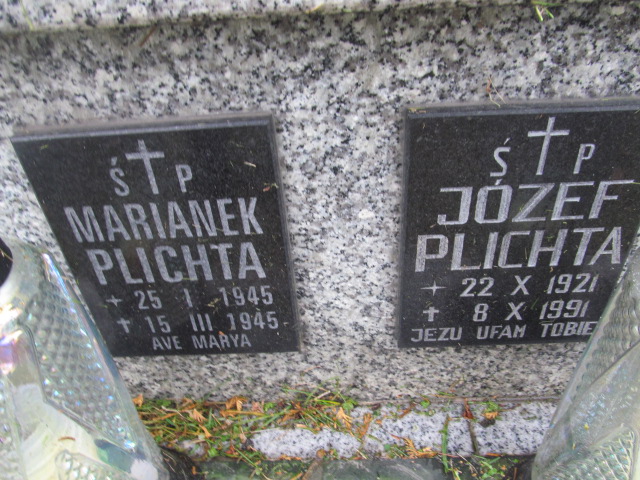 Ś P
MARIANEK
PLICHTA
+ 25 I 1945
+ 15 III 1945
AVE MARYA
Ś P
JÓZEF
PLICHTA
+ 22 X 1921
+ 8 X 1991
JEZU UFAM TOBIE